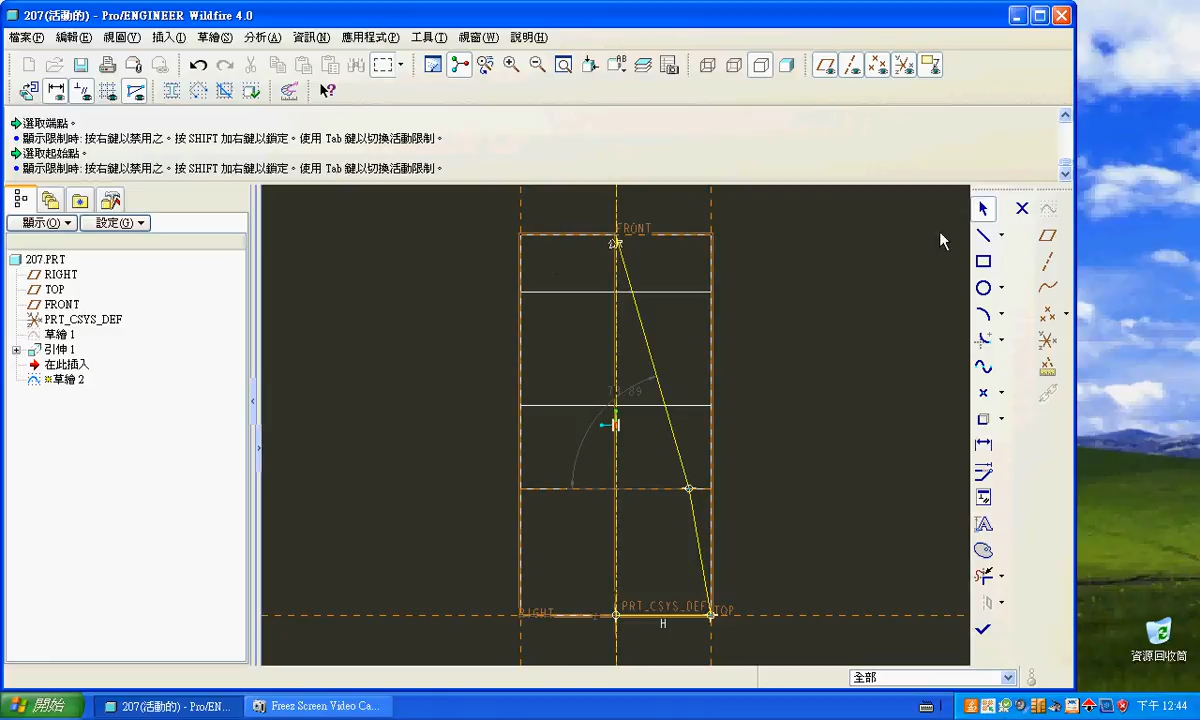 207(活動的) - Pro/ENGINEER Wildfire 4.0
檔案(F) 編輯(E) 視圖(V) 插入(I) 草繪(S) 分析(A) 資訊(N) 應用程式(P) 工具(T) 視窗(W) 說明(H)
選取端點。
顯示限制時: 按右鍵以禁用之。按 SHIFT 加右鍵以鎖定。使用 Tab 鍵以切換活動限制。
選取起始點。
顯示限制時: 按右鍵以禁用之。按 SHIFT 加右鍵以鎖定。使用 Tab 鍵以切換活動限制。
顯示(O) 設定(G)
207.PRT
RIGHT
TOP
FRONT
PRT_CSYS_DEF
草繪 1
引伸 1
在此插入
草繪 2
FRONT
PRT_CSYS_DEF
TOP
RIGHT
H
全部
資源回收筒
開始 207(活動的) - Pro/EN... Freez Screen Video Ca... 下午 12:44